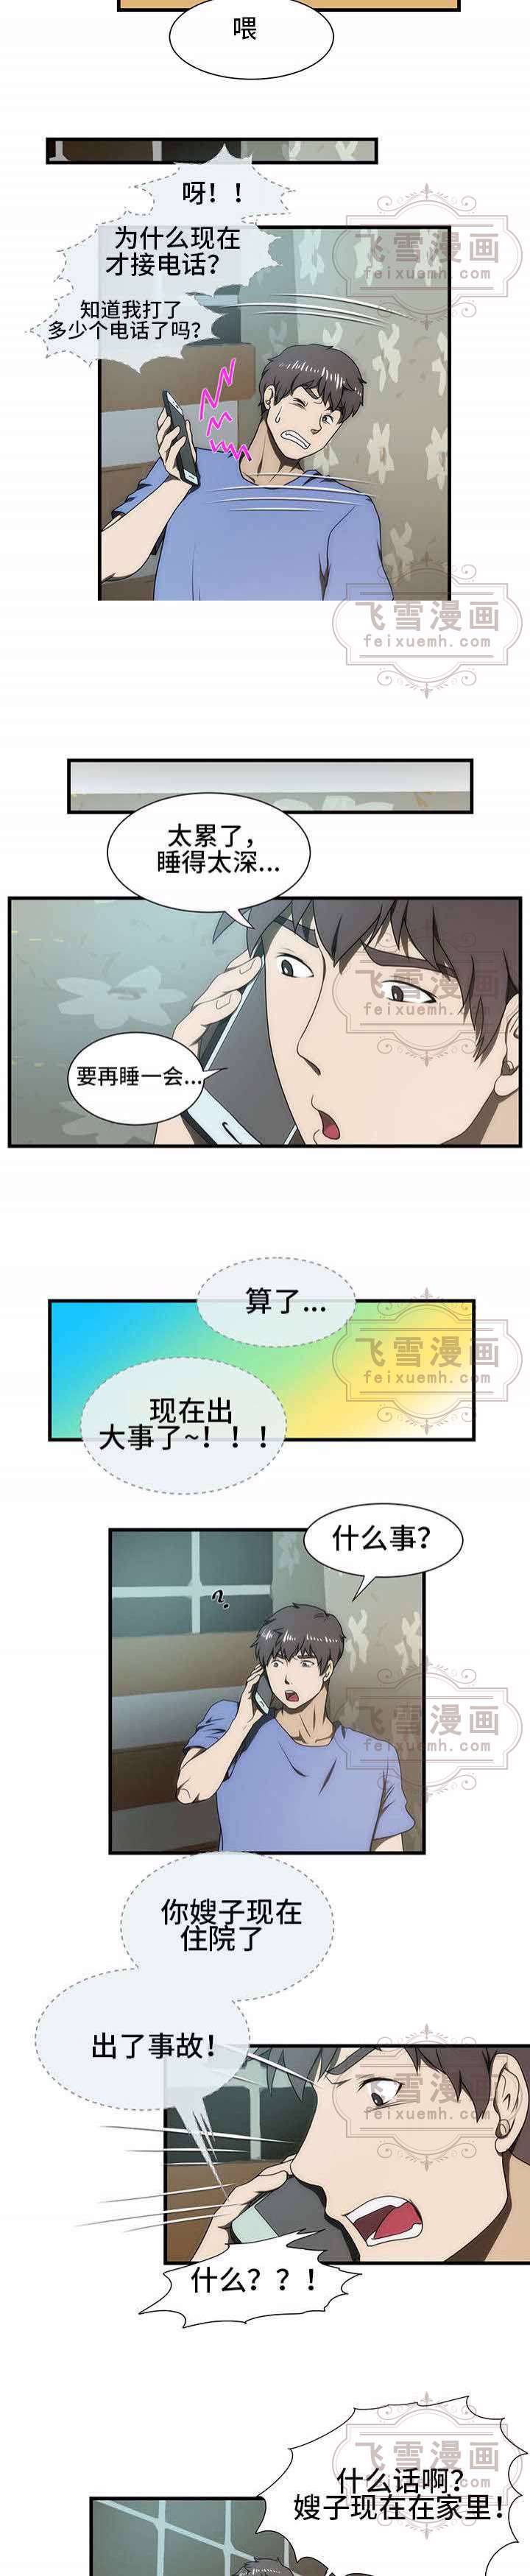 喂
呀！！
为什么现在
才接电话？
知道我打了
多少个电话了吗？
飞雪漫画
feixuemh.com
飞雪漫画
feixuemh.com
太累了，
睡得太深...
飞雪漫画
feixuemh.com
要再睡一会...
算了...
飞雪漫画
feixuemh.com
现在出
大事了~！！！
什么事？
?.
飞雪漫画
feixuemh.com
你嫂子现在
住院了
出了事故！
飞雪漫画
feixuemh.com
什么？？！
飞雪漫画
feixuemh.com
什么话啊？
嫂子现在在家里！